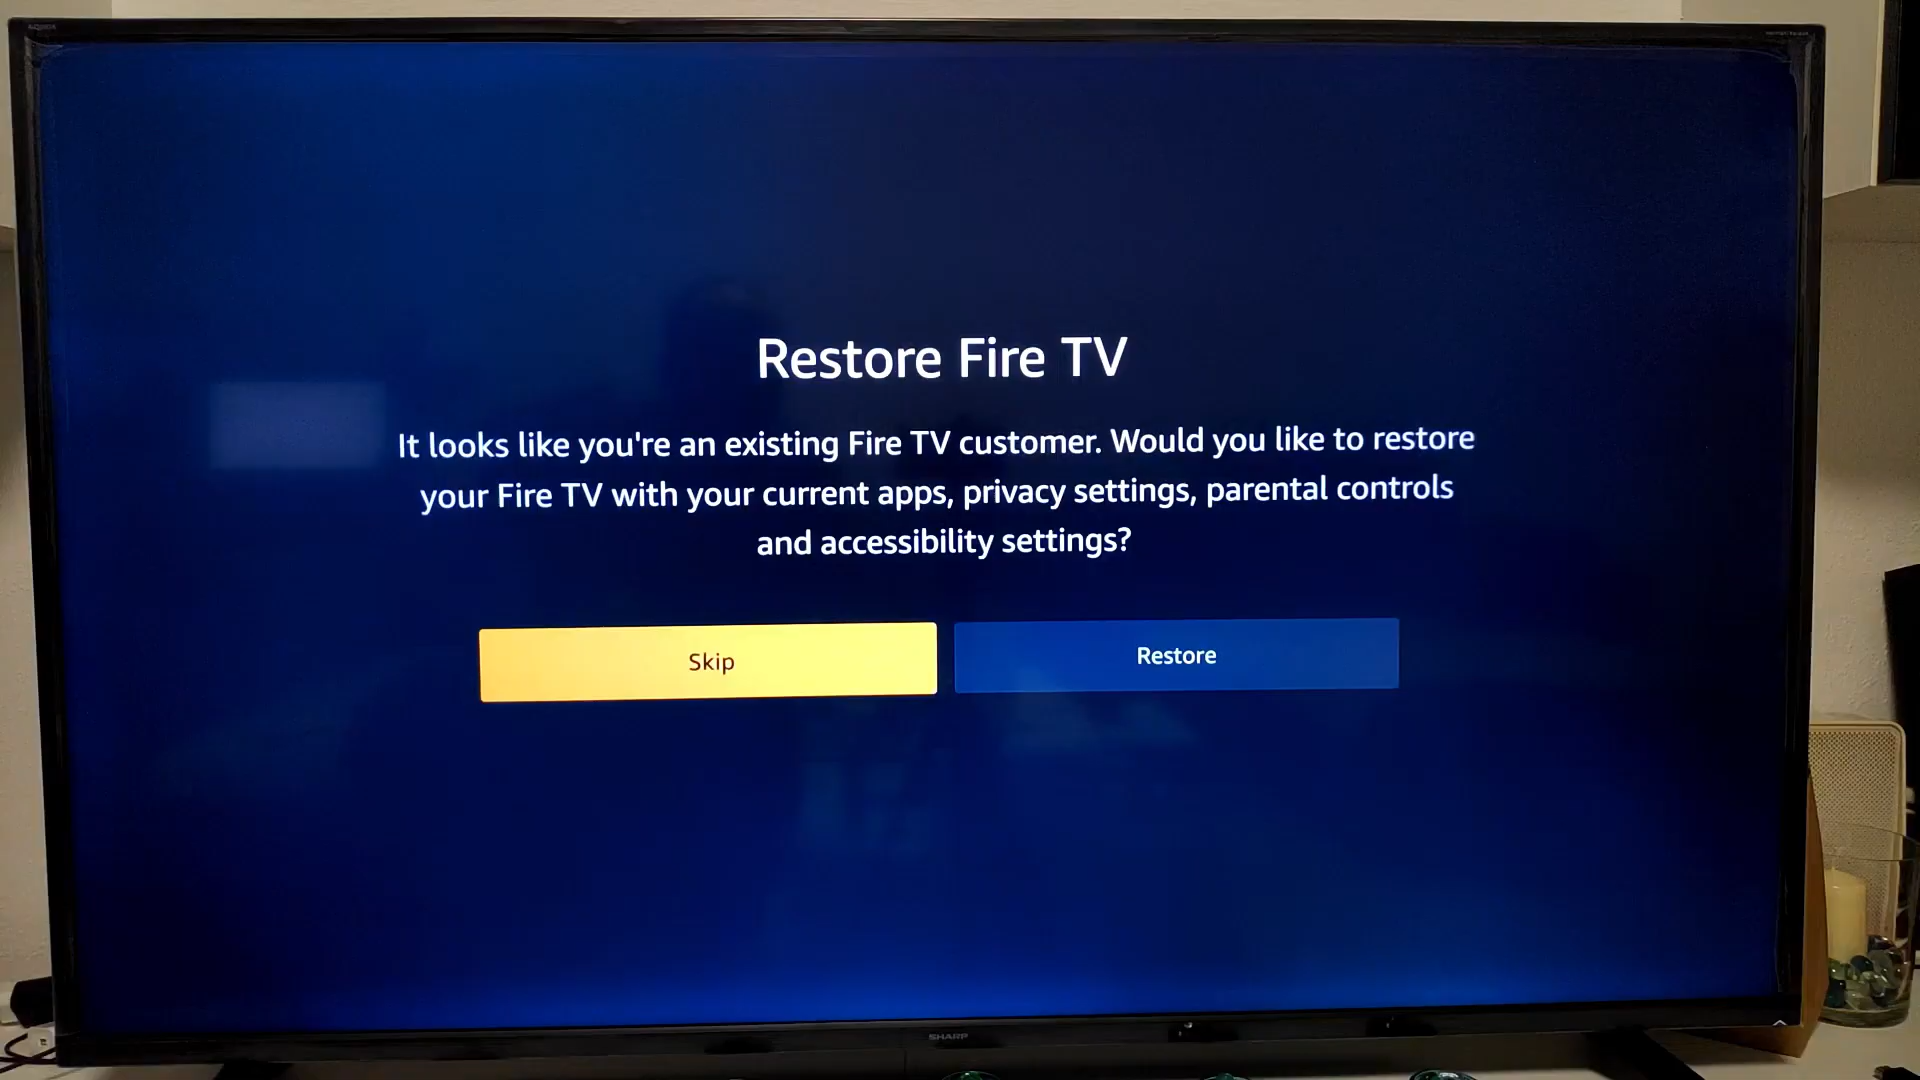 Restore Fire TV
It looks like you're an existing Fire TV customer. Would you like to restore
your Fire TV with your current apps, privacy settings, parental controls
and accessibility settings?
Skip
Restore
SHARP